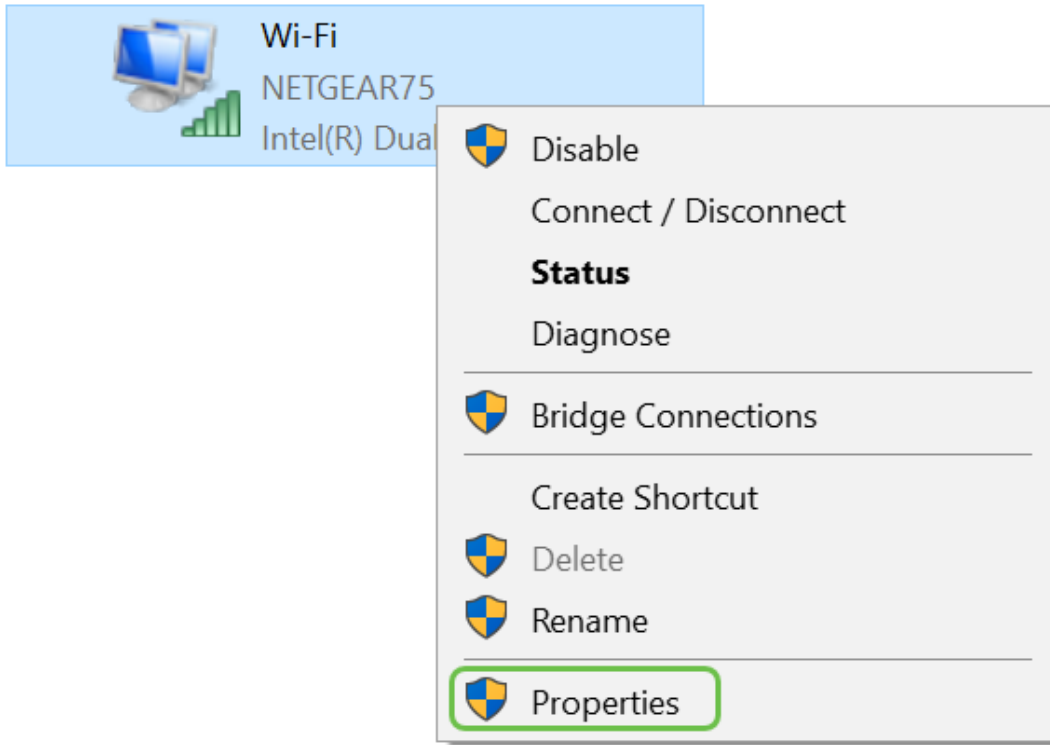 Wi-Fi
NETGEAR75
Intel(R) Dual
Disable
Connect / Disconnect
Status
Diagnose
Bridge Connections
Create Shortcut
Delete
Rename
Properties